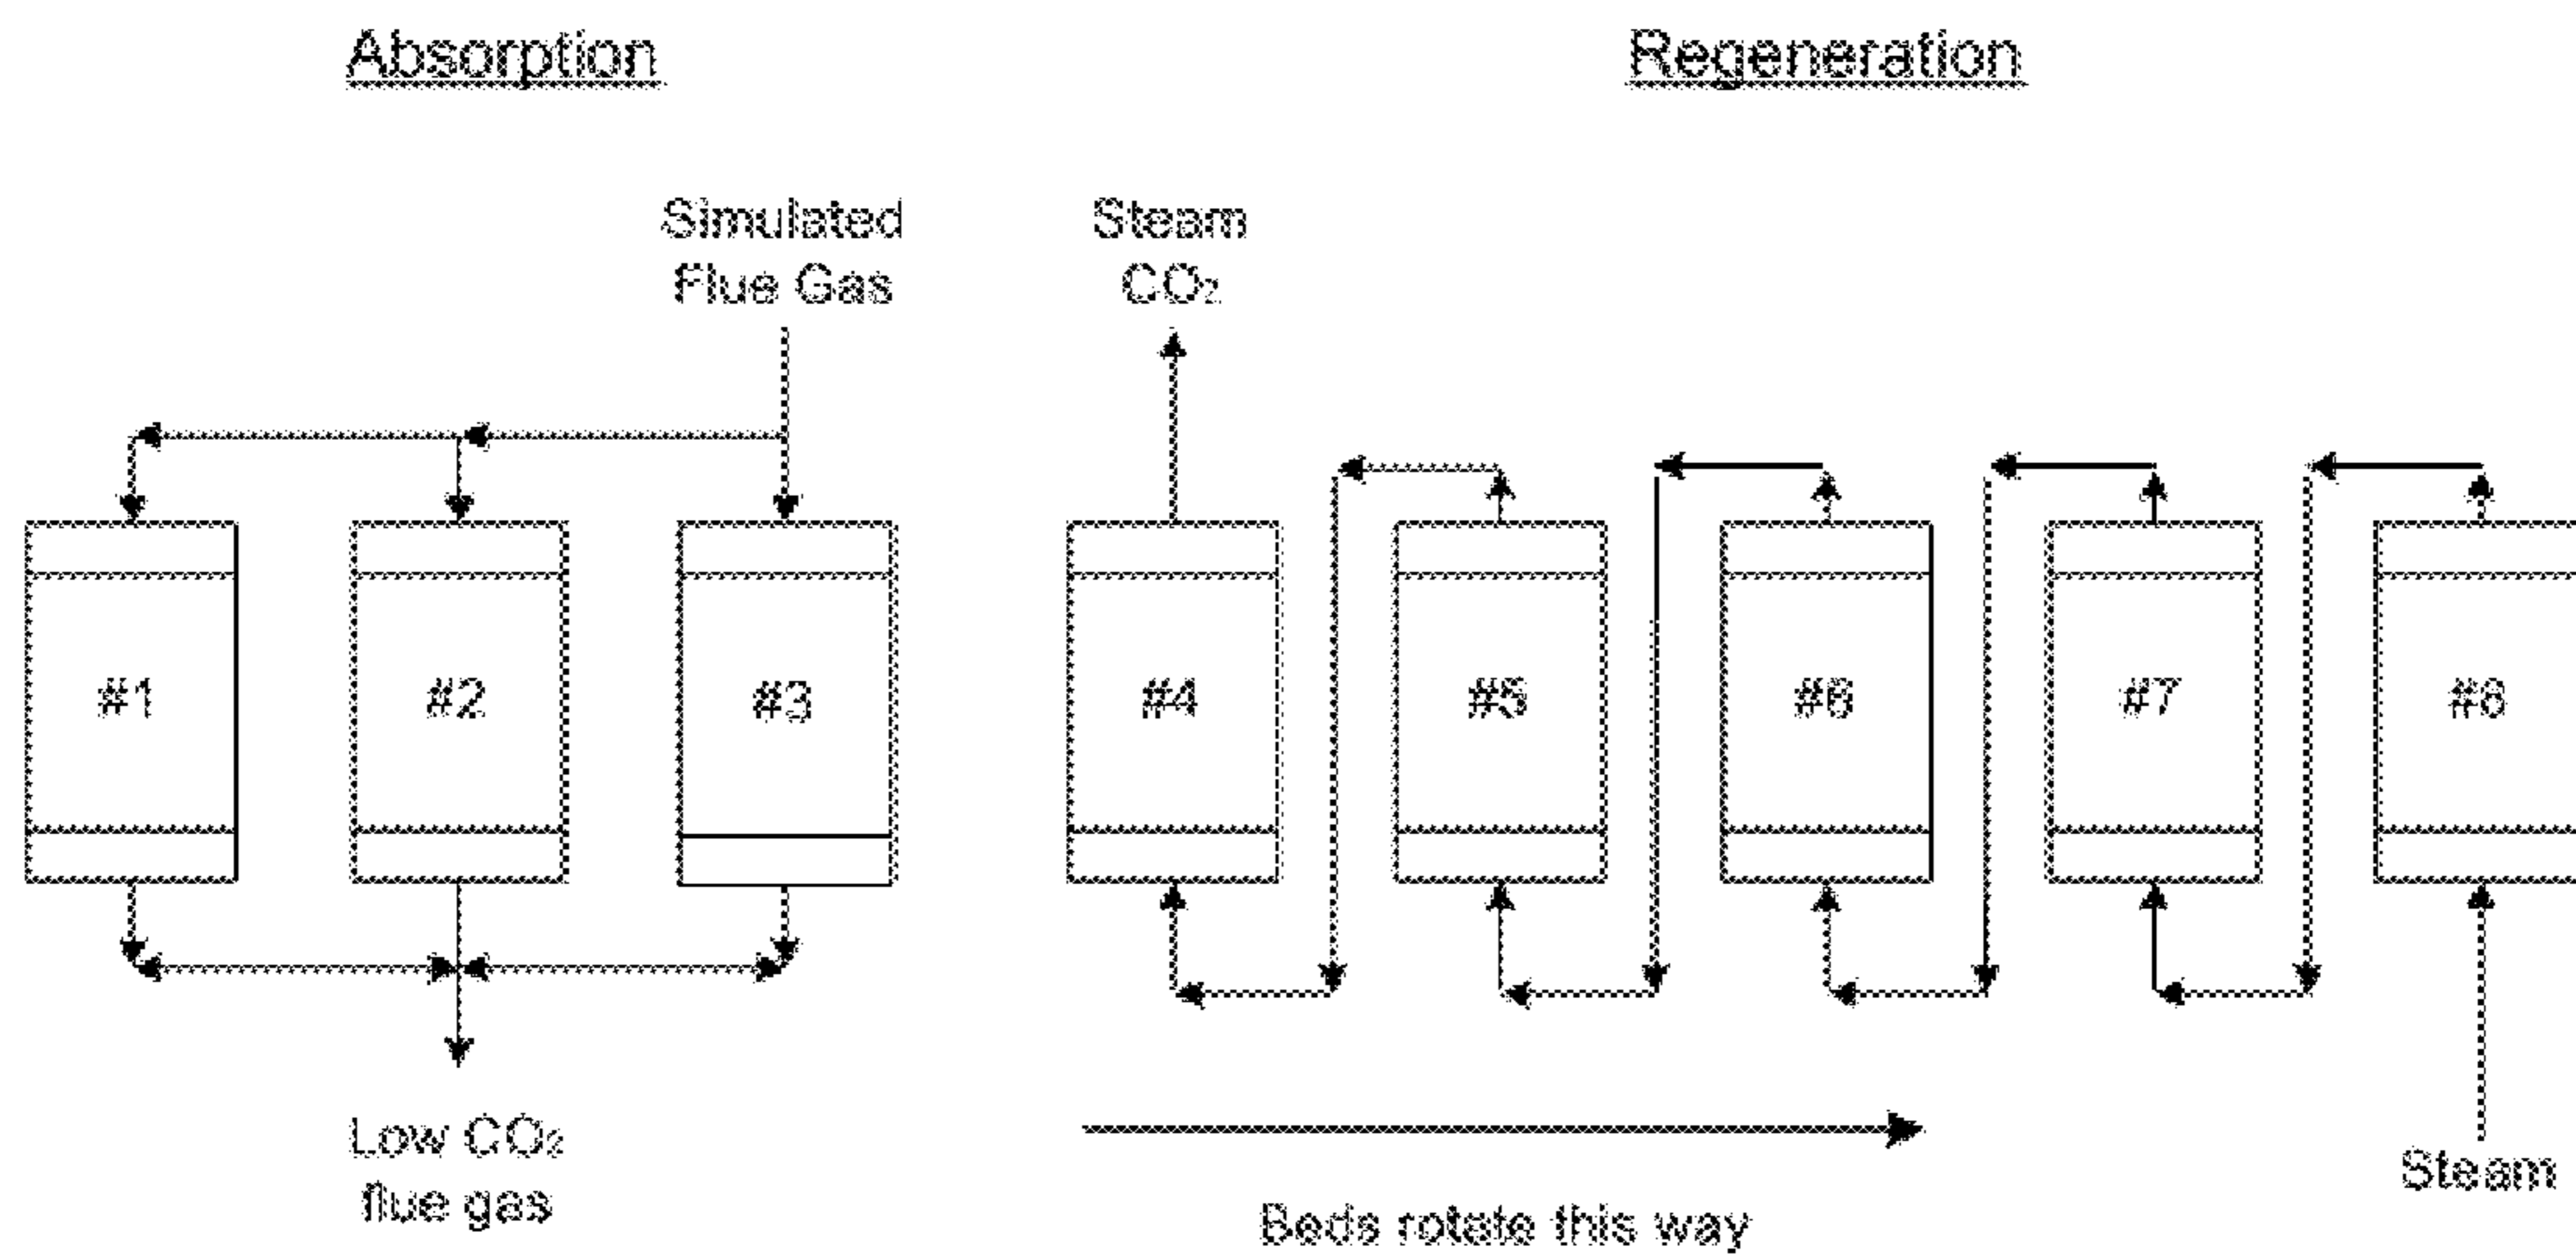 Absorption
Regeneration
Simulated
Flue Gas
Steam
CO₂
#1
#2
#3
#4
#5
#6
#7
#8
Low CO₂
flue gas
Beds rotate this way
Steam